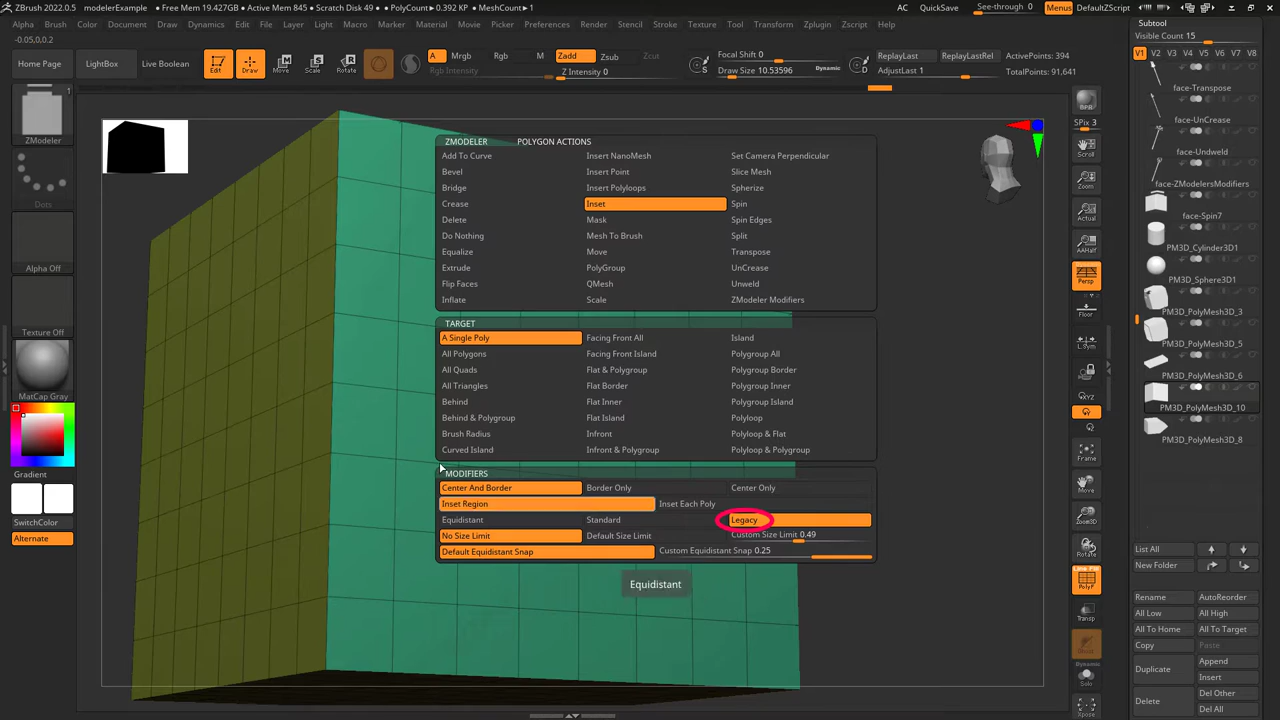 ZBrush 2022.0.5 modelerExample • Free Mem 19.427GB • Active Mem 845 • Scratch Disk 49 • PolyCount▸0.392 KP • MeshCount▸1 AC QuickSave See-through 0 Menus DefaultZScript
Alpha Brush Color Document Draw Dynamics Edit File Layer Light Macro Marker Material Movie Picker Preferences Render Stencil Stroke Texture Tool Transform Zplugin Zscript Help
-0.05,0,0.2
Home Page LightBox Live Boolean Edit Draw Move Scale Rotate A Mrgb Rgb M Zadd Zsub Zcut Focal Shift 0 ReplayLast ReplayLastRel ActivePoints: 394
Rgb Intensity Z Intensity 0 S Draw Size 10.53596 Dynamic D AdjustLast 1 TotalPoints: 91,641
Subtool
Visible Count 15
V1 V2 V3 V4 V5 V6 V7 V8
face-Transpose
face-UnCrease
face-Undweld
face-ZModelersModifiers
face-Spin7
PM3D_Cylinder3D1
PM3D_Sphere3D1
PM3D_PolyMesh3D_3
PM3D_PolyMesh3D_5
PM3D_PolyMesh3D_6
PM3D_PolyMesh3D_10
PM3D_PolyMesh3D_8
List All
New Folder
Rename AutoReorder
All Low All High
All To Home All To Target
Copy Paste
Duplicate Append
Insert
Delete Del Other
Del All
1
ZModeler
Dots
Alpha Off
Texture Off
MatCap Gray
Gradient
SwitchColor
Alternate
ZMODELER POLYGON ACTIONS
Add To Curve Insert NanoMesh Set Camera Perpendicular
Bevel Insert Point Slice Mesh
Bridge Insert Polyloops Spherize
Crease Inset Spin
Delete Mask Spin Edges
Do Nothing Mesh To Brush Split
Equalize Move Transpose
Extrude PolyGroup UnCrease
Flip Faces QMesh Unweld
Inflate Scale ZModeler Modifiers
TARGET
A Single Poly Facing Front All Island
All Polygons Facing Front Island Polygroup All
All Quads Flat & Polygroup Polygroup Border
All Triangles Flat Border Polygroup Inner
Behind Flat Inner Polygroup Island
Behind & Polygroup Flat Island Polyloop
Brush Radius Infront Polyloop & Flat
Curved Island Infront & Polygroup Polyloop & Polygroup
MODIFIERS
Center And Border Border Only Center Only
Inset Region Inset Each Poly
Equidistant Standard Legacy
No Size Limit Default Size Limit Custom Size Limit 0.49
Default Equidistant Snap Custom Equidistant Snap 0.25
Equidistant
BPR
SPix 3
Scroll
Zoom
Actual
AAHalf
Persp
Floor
L.Sym
Frame
Move
Zoom3D
Rotate
Line Fill
PolyF
Transp
Dynamic
Solo
Xpose